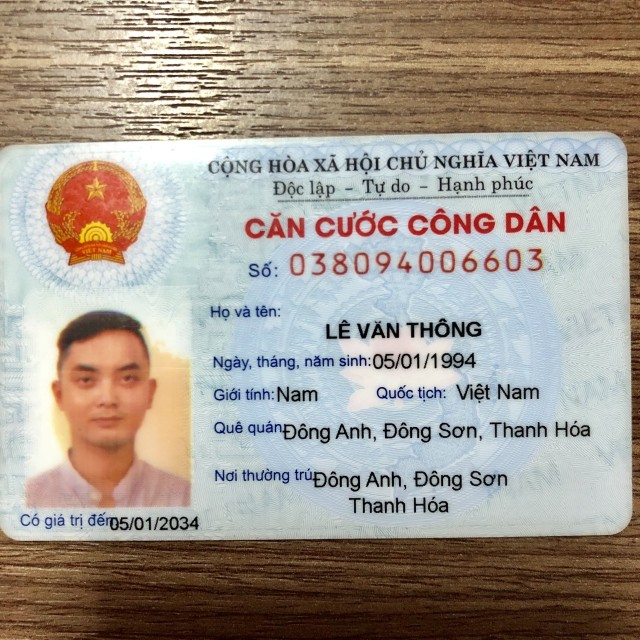 CỘNG HÒA XÃ HỘI CHỦ NGHĨA VIỆT NAM
Độc lập - Tự do - Hạnh phúc
CĂN CƯỚC CÔNG DÂN
Số: 038094006603
Họ và tên:
LÊ VĂN THÔNG
Ngày, tháng, năm sinh: 05/01/1994
Giới tính: Nam Quốc tịch: Việt Nam
Quê quán: Đông Anh, Đông Sơn, Thanh Hóa
Nơi thường trú: Đông Anh, Đông Sơn
Thanh Hóa
Có giá trị đến 05/01/2034
VIỆT NAM